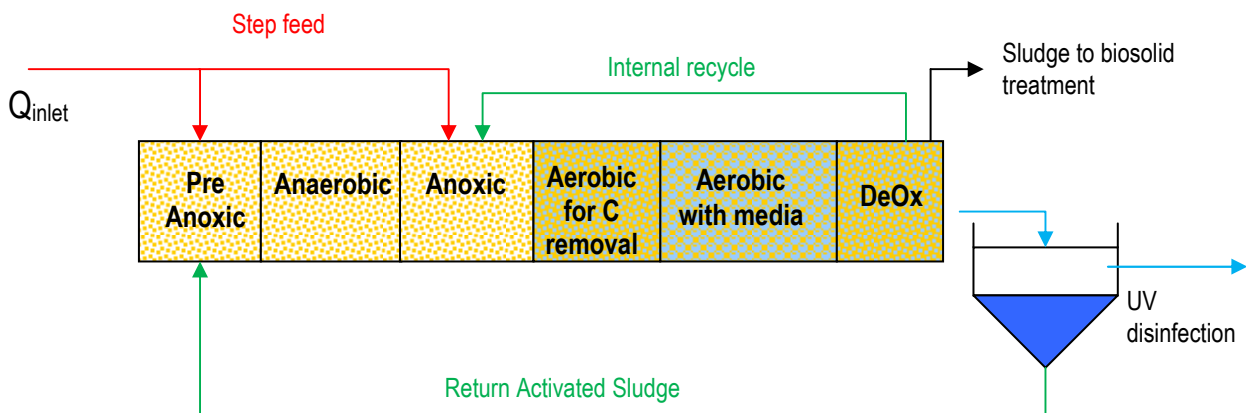 Step feed
Sludge to biosolid
treatment
Internal recycle
Qinlet
Pre
Anoxic
Anaerobic
Anoxic
Aerobic
for C
removal
Aerobic
with media
DeOx
UV
disinfection
Return Activated Sludge